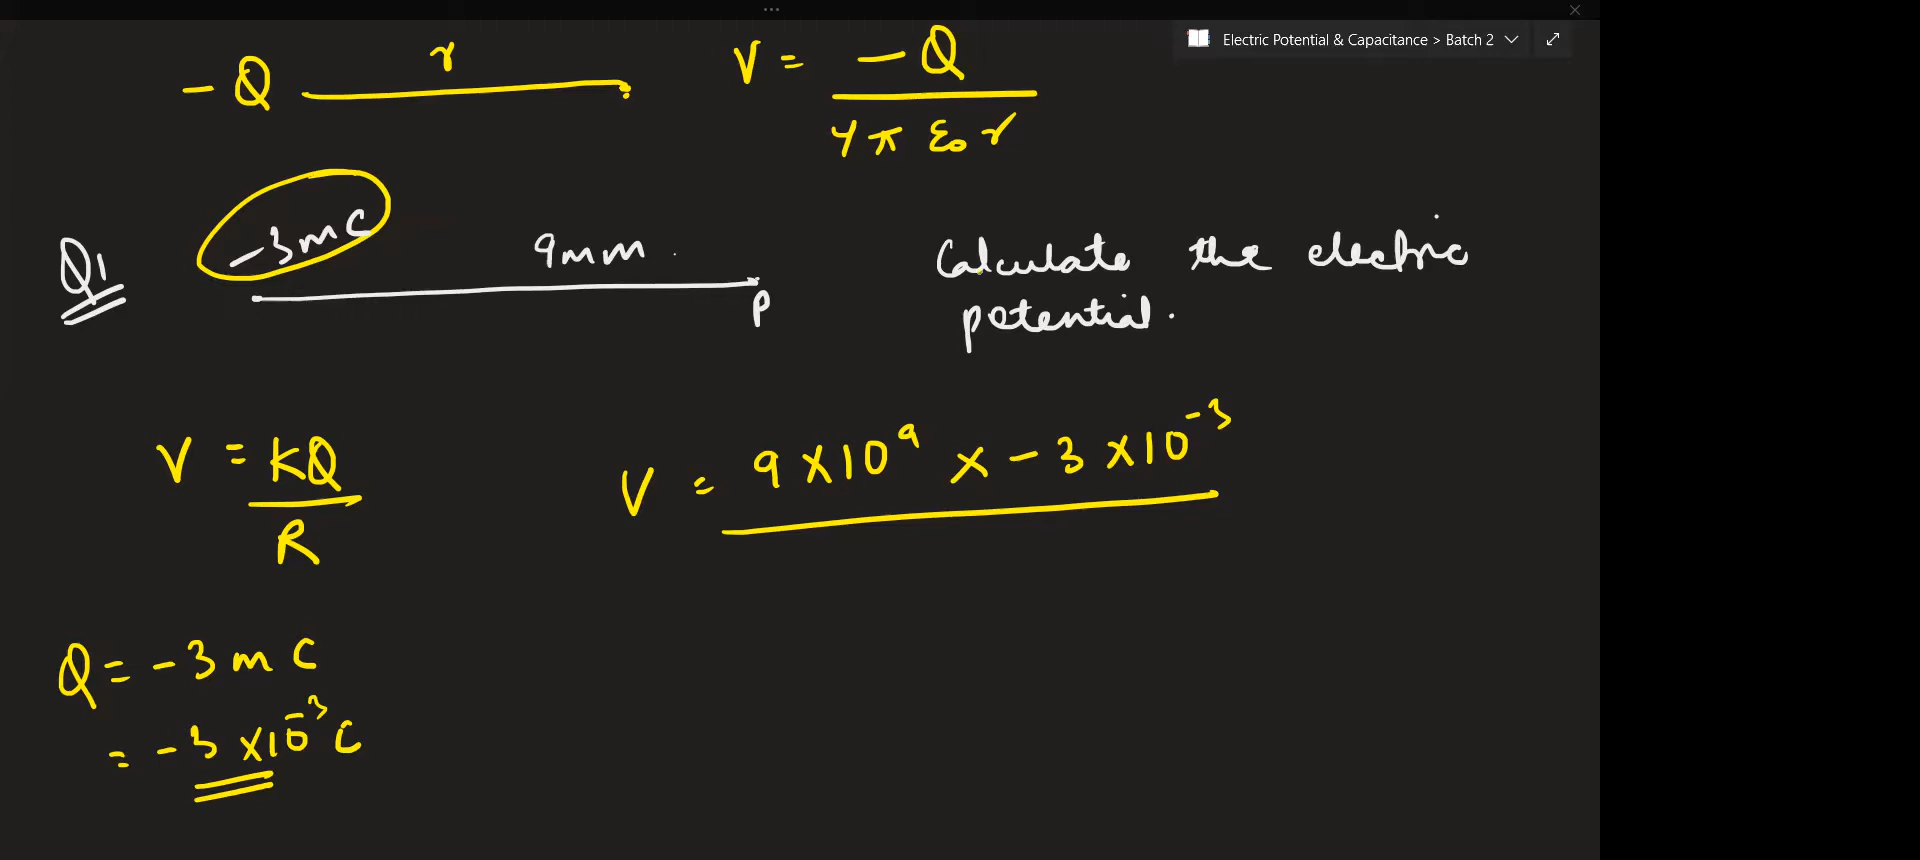 Electric Potential & Capacitance > Batch 2
- Q r V = - Q / 4π ε₀ r
Q1 -3mC 9mm P Calculate the electric
potential.
V = KQ / R V = 9 × 10⁹ × - 3 × 10⁻³
Q = - 3 m C
= - 3 × 10⁻³ C